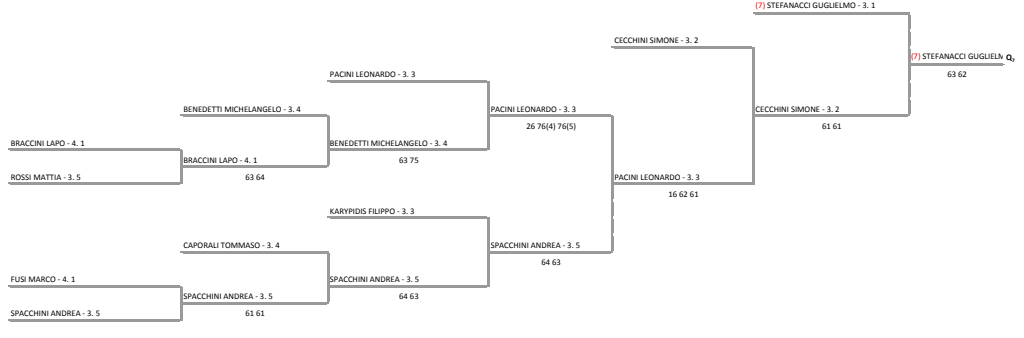 (7) STEFANACCI GUGLIELMO - 3. 1
CECCHINI SIMONE - 3. 2
(7) STEFANACCI GUGLIELM
63 62
PACINI LEONARDO - 3. 3
BENEDETTI MICHELANGELO - 3. 4
PACINI LEONARDO - 3. 3
CECCHINI SIMONE - 3. 2
26 76(4) 76(5)
61 61
BRACCINI LAPO - 4. 1
BENEDETTI MICHELANGELO - 3. 4
BRACCINI LAPO - 4. 1
63 75
ROSSI MATTIA - 3. 5
63 64
PACINI LEONARDO - 3. 3
16 62 61
KARYPIDIS FILIPPO - 3. 3
CAPORALI TOMMASO - 3. 4
SPACCHINI ANDREA - 3. 5
64 63
FUSI MARCO - 4. 1
SPACCHINI ANDREA - 3. 5
SPACCHINI ANDREA - 3. 5
64 63
SPACCHINI ANDREA - 3. 5
61 61